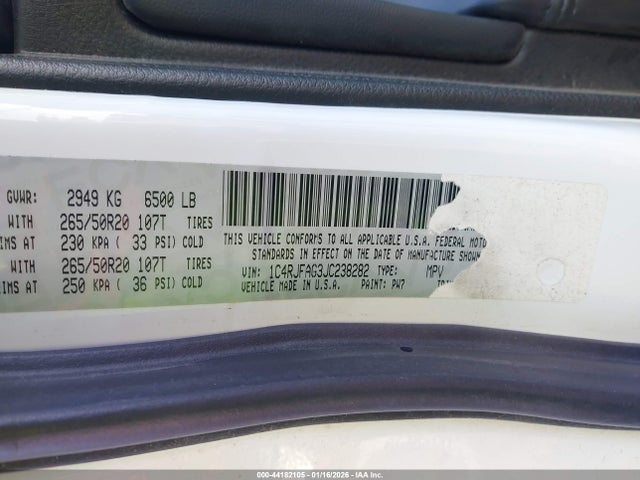 GVWR: 2949 KG 6500 LB
WITH 265/50R20 107T TIRES
IMS AT 230 KPA ( 33 PSI) COLD
WITH 265/50R20 107T TIRES
IMS AT 250 KPA ( 36 PSI) COLD
THIS VEHICLE CONFORMS TO ALL APPLICABLE U.S.A. FEDERAL MOTO
STANDARDS IN EFFECT ON THE DATE OF MANUFACTURE SHOW
VIN: 1C4RJFAG3JC238282 TYPE: MPV
VEHICLE MADE IN U.S.A. PAINT: PW7
000-44182105 | 01/16/2026 | IAA Inc.